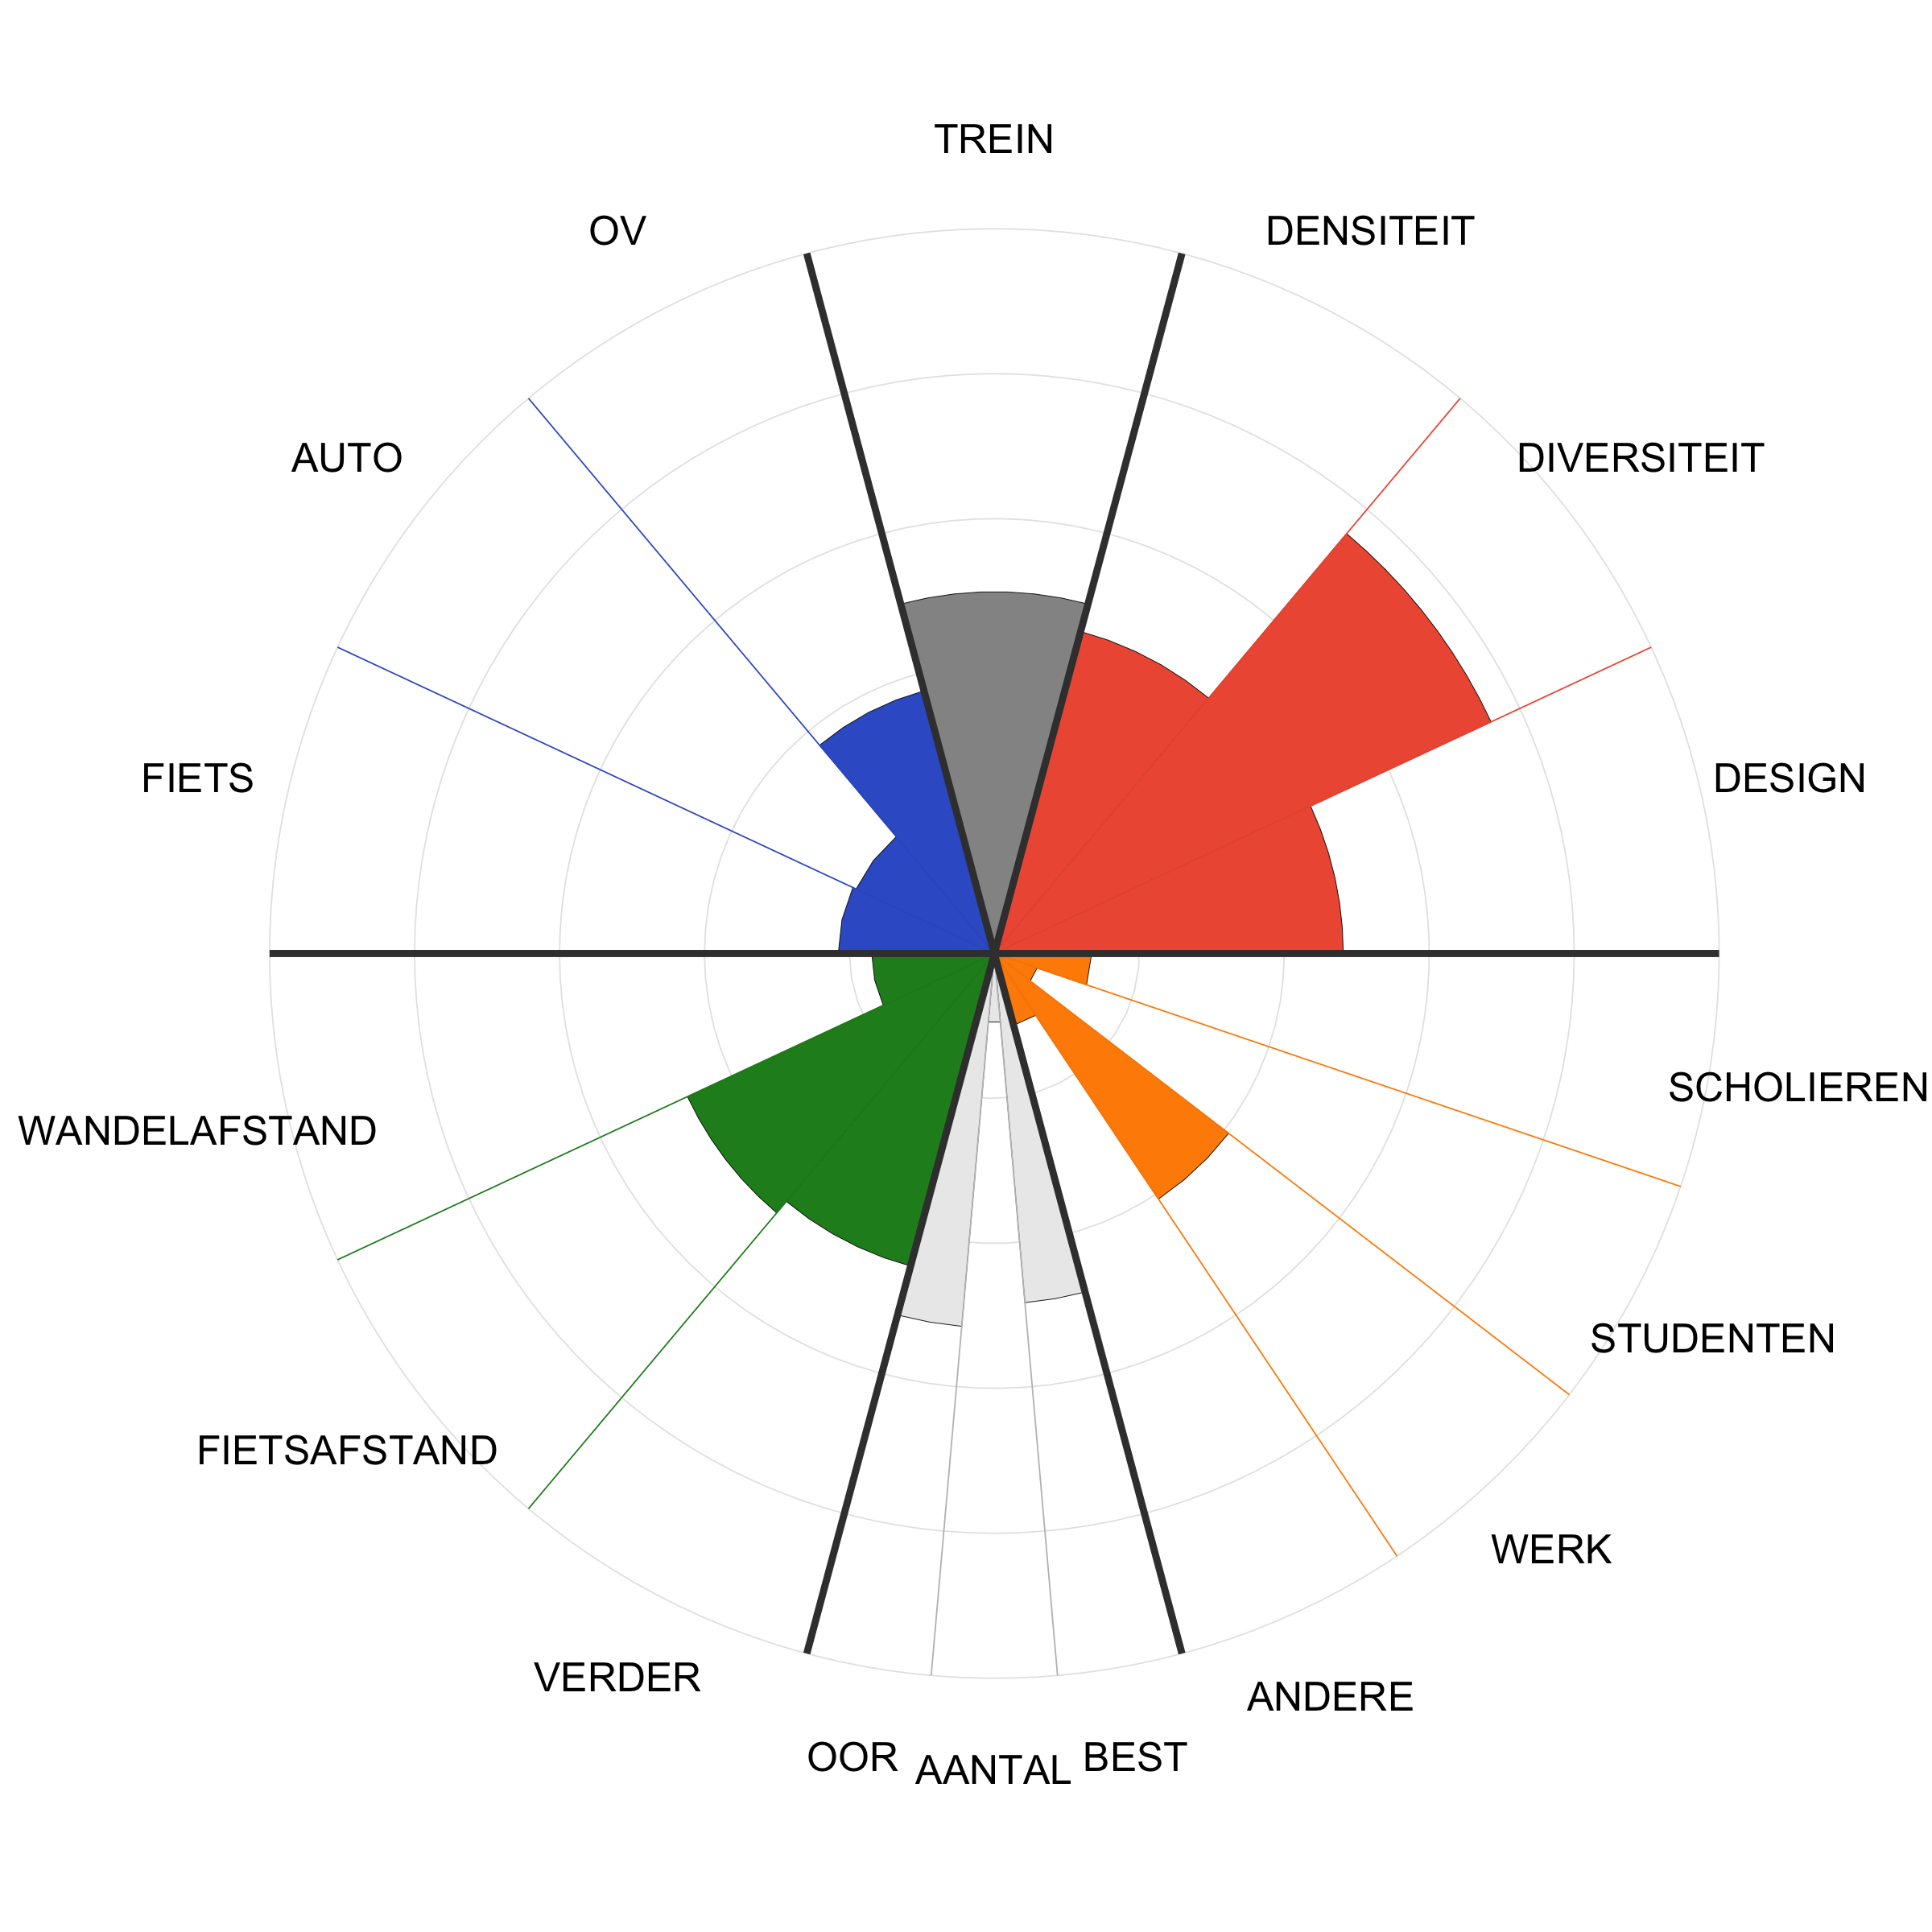 TREIN
OV
DENSITEIT
AUTO
DIVERSITEIT
FIETS
DESIGN
SCHOLIEREN
WANDELAFSTAND
STUDENTEN
FIETSAFSTAND
WERK
VERDER
ANDERE
OOR
AANTAL
BEST